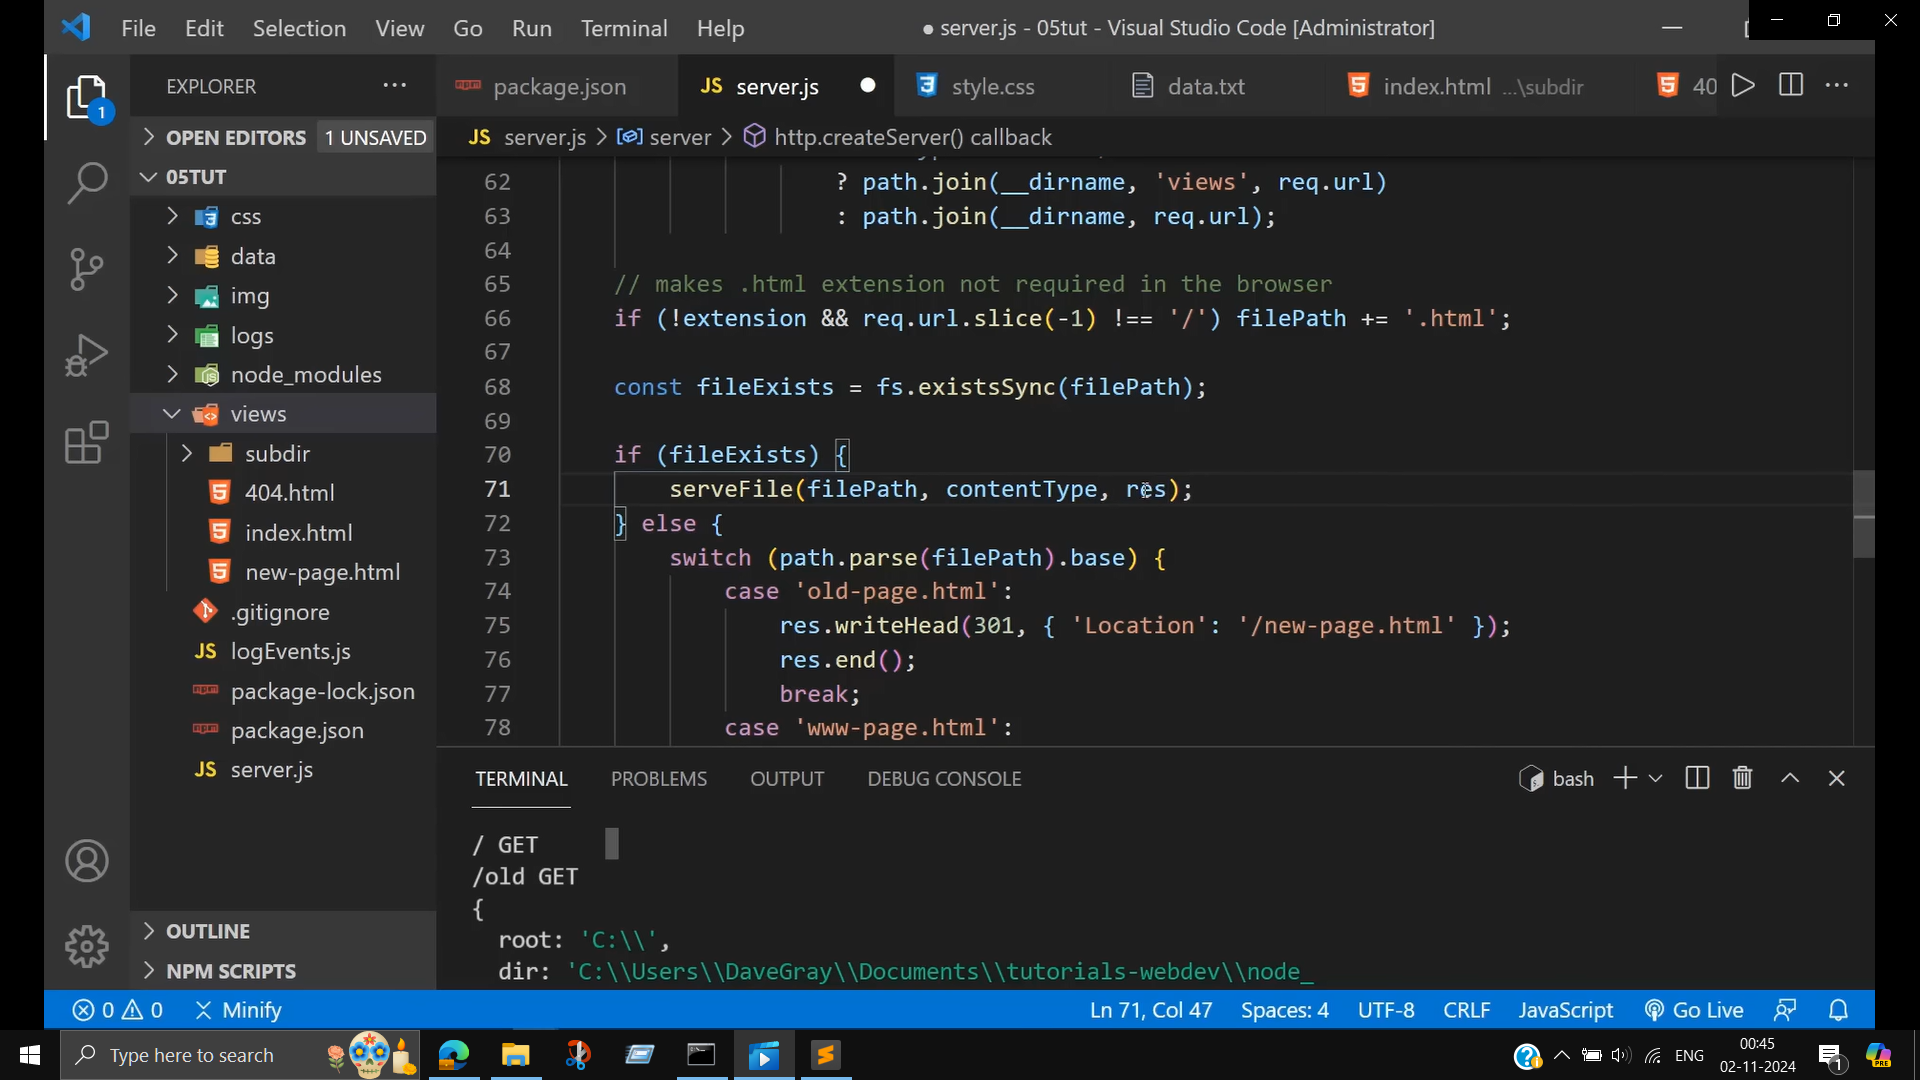 File Edit Selection View Go Run Terminal Help
● server.js - 05tut - Visual Studio Code [Administrator]
EXPLORER
package.json
JS server.js
style.css
data.txt
index.html ...\subdir
40
1
OPEN EDITORS 1 UNSAVED
JS server.js > server > http.createServer() callback
05TUT
css
data
img
logs
node_modules
views
subdir
404.html
index.html
new-page.html
.gitignore
JS logEvents.js
package-lock.json
package.json
JS server.js
OUTLINE
NPM SCRIPTS
62 ? path.join(__dirname, 'views', req.url)
63 : path.join(__dirname, req.url);
64
65 // makes .html extension not required in the browser
66 if (!extension && req.url.slice(-1) !== '/') filePath += '.html';
67
68 const fileExists = fs.existsSync(filePath);
69
70 if (fileExists) {
71 serveFile(filePath, contentType, res);
72 } else {
73 switch (path.parse(filePath).base) {
74 case 'old-page.html':
75 res.writeHead(301, { 'Location': '/new-page.html' });
76 res.end();
77 break;
78 case 'www-page.html':
TERMINAL PROBLEMS OUTPUT DEBUG CONSOLE
bash
/ GET
/old GET
{
root: 'C:\\',
dir: 'C:\\Users\\DaveGray\\Documents\\tutorials-webdev\\node_
0 0 Minify
Ln 71, Col 47 Spaces: 4 UTF-8 CRLF JavaScript Go Live
Type here to search
ENG
00:45
02-11-2024
1
PRE